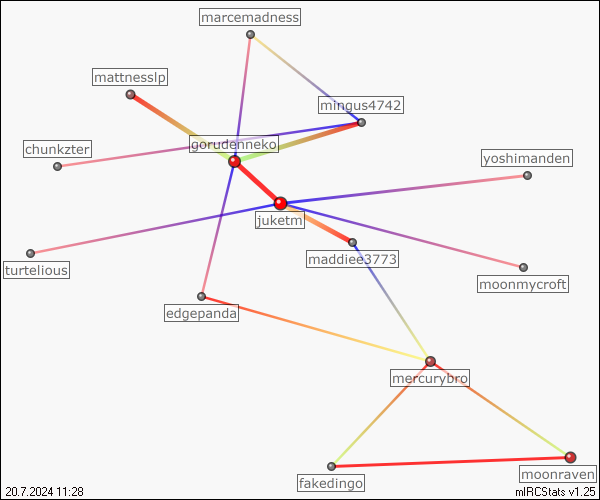 marcemadness
mattnesslp
mingus4742
chunkzter
gorudenneko
yoshimanden
juketm
maddiee3773
turtelious
moonmycroft
edgepanda
mercurybro
moonraven
fakedingo
20.7.2024 11:28
mIRCStats v1.25